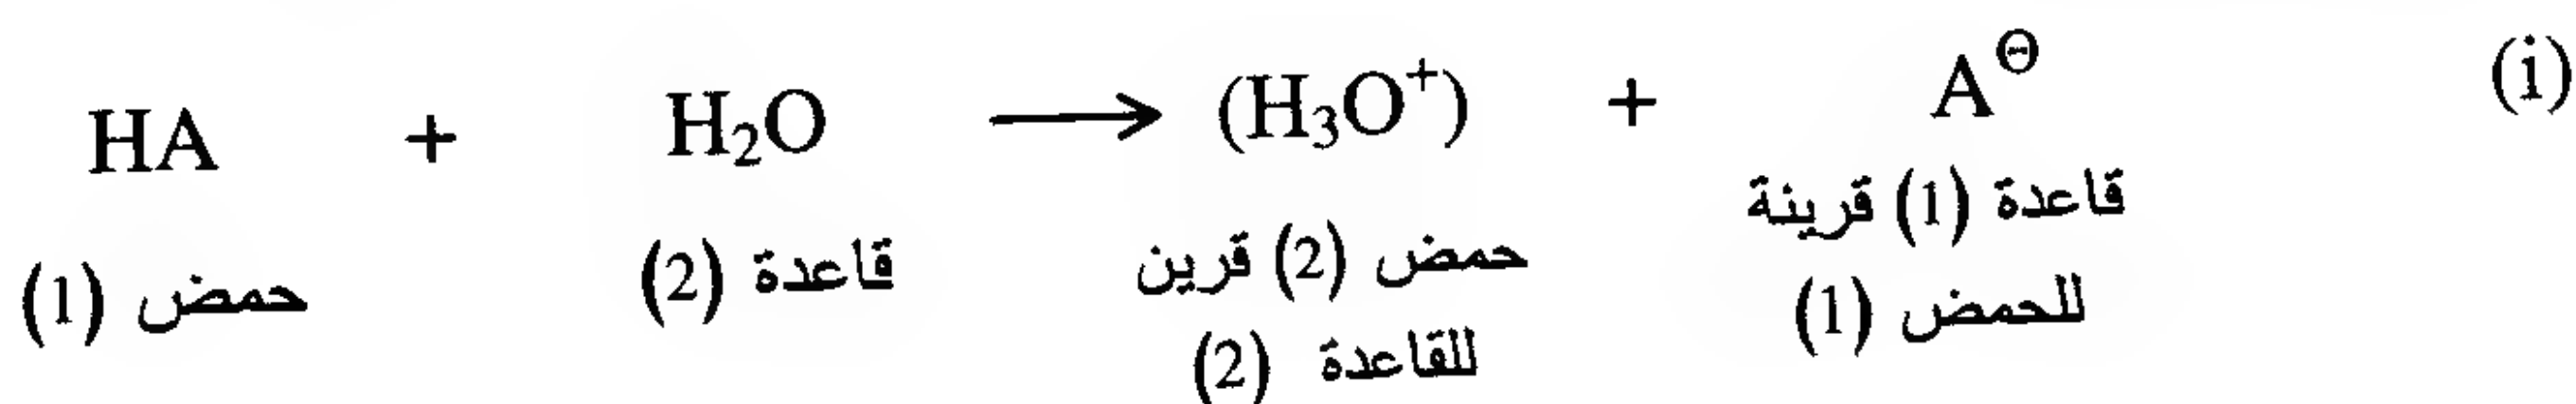 HA + H₂O ⟶ (H₃O⁺) + A⊖ (i)
حمض (1) قاعدة (2) حمض (2) قرين قاعدة (1) قرينة
للقاعدة (2) للحمض (1)